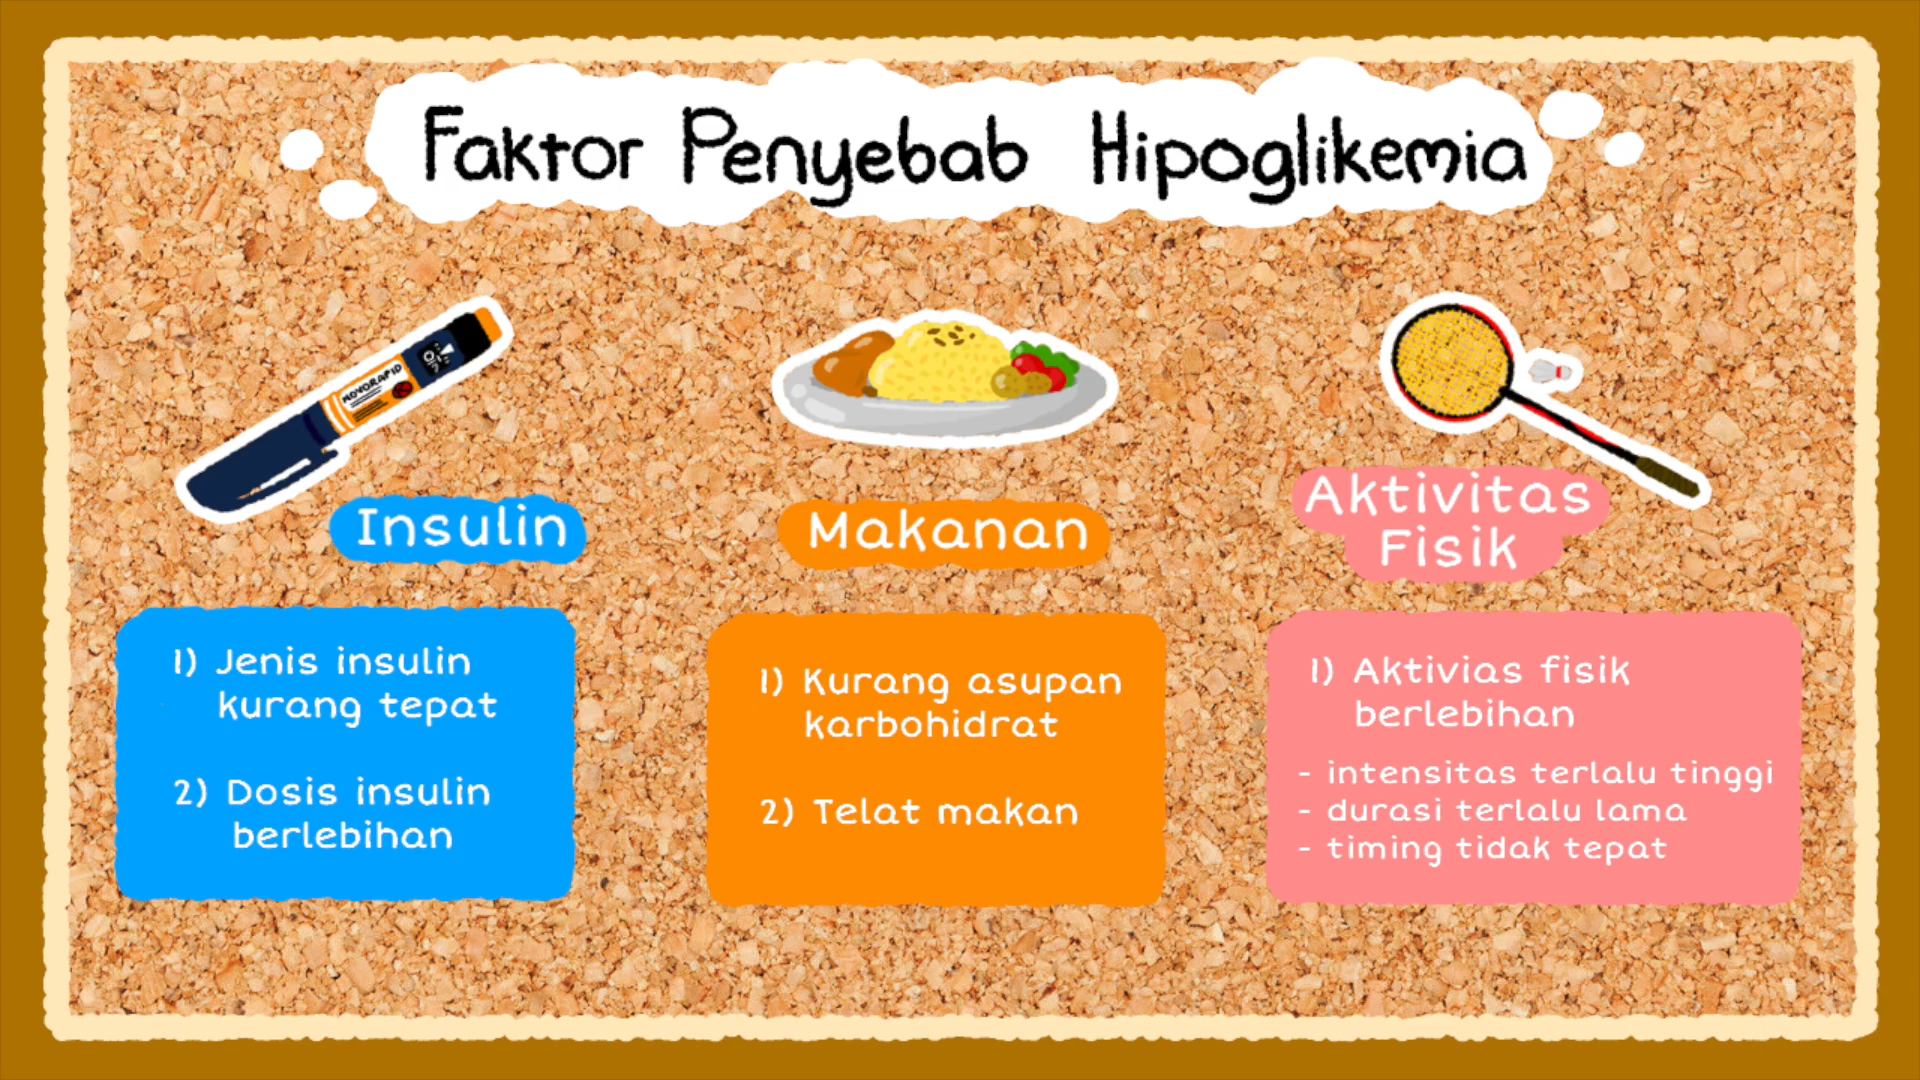 Faktor Penyebab Hipoglikemia
NOVORAPID
Insulin
1) Jenis insulin
kurang tepat
2) Dosis insulin
berlebihan
Makanan
1) Kurang asupan
karbohidrat
2) Telat makan
Aktivitas
Fisik
1) Aktivias fisik
berlebihan
- intensitas terlalu tinggi
- durasi terlalu lama
- timing tidak tepat